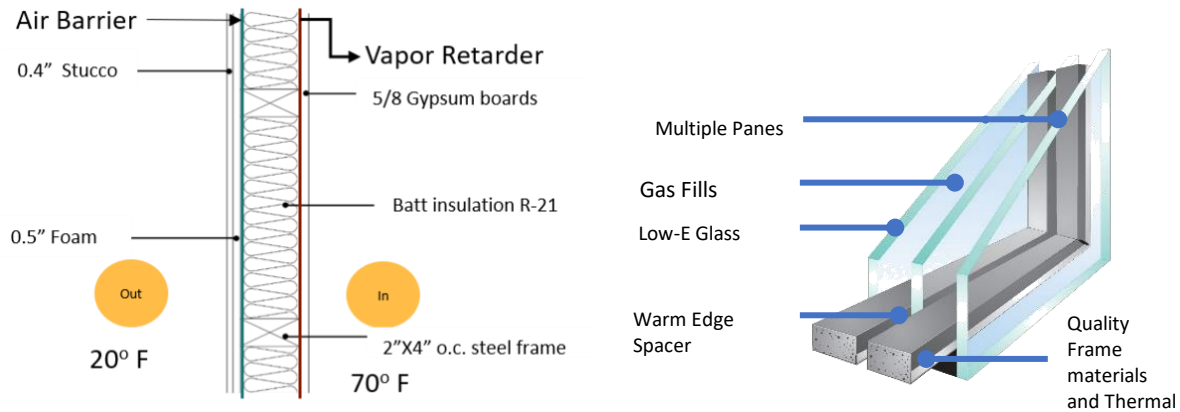 Air Barrier
Vapor Retarder
0.4” Stucco
5/8 Gypsum boards
Batt insulation R-21
0.5” Foam
Out
In
2”X4” o.c. steel frame
20° F
70° F
Multiple Panes
Gas Fills
Low-E Glass
Warm Edge
Spacer
Quality
Frame
materials
and Thermal